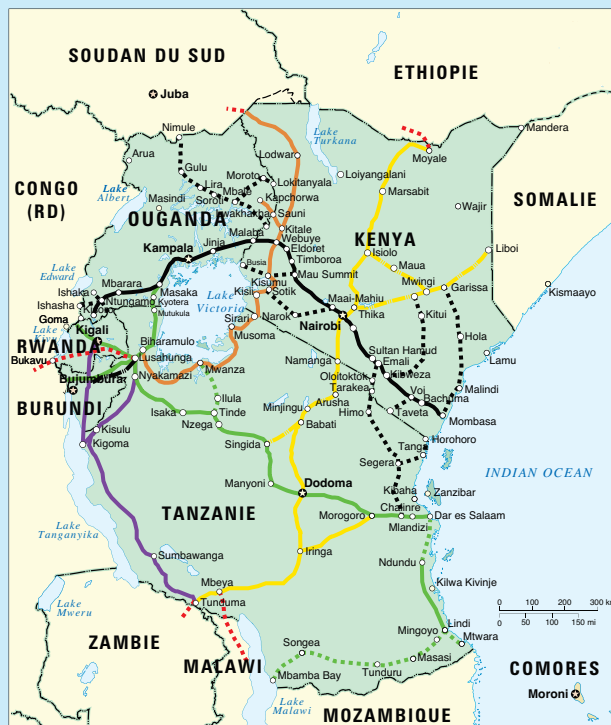 SOUDAN DU SUD
ETHIOPIE
Juba
Nimule
Lake
Turkana
Mandera
Arua
Lodwar
Moyale
Gulu
Moroto
Lokitanyala
Loiyangalani
CONGO
(RD)
Lake
Albert
Lira
Mbale
Kapchorwa
Marsabit
SOMALIE
Masindi
Soroti
Lwakhakha
Sauni
Wajir
OUGANDA
Malaba
Kitale
KENYA
Webuye
Liboi
Kampala
Jinja
Eldoret
Timboroa
Isiolo
Lake
Edward
Busia
Mau Summit
Maua
Mbarara
Masaka
Kisumu
Mwingi
Garissa
Ishaka
Ntungamo
Kyotera
Lake
Victoria
Kisii
Sotik
Kismaayo
Ishasha
Mutukula
Maai-Mahiu
Goma
Sirari
Narok
Nairobi
Thika
Kitui
Kigali
Musoma
RWANDA
Biharamulo
Hola
Lusahunga
Sultan Hamud
Lamu
Bukavu
Mwanza
Namanga
Emali
Bujumbura
Nyakamazi
Oloitoktok
Kibweza
Tarakea
Voi
Malindi
BURUNDI
Ilula
Arusha
Bachuma
Isaka
Tinde
Minjingu
Himo
Taveta
Mombasa
Nzega
Babati
Kisulu
Horohoro
Kigoma
Singida
Tanga
Segera
INDIAN OCEAN
Manyoni
Dodoma
Kibaha
Zanzibar
TANZANIE
Chalinre
Morogoro
Dar es Salaam
Mlandizi
Lake
Tanganyika
Iringa
Sumbawanga
Ndundu
Mbeya
Kilwa Kivinje
Lake
Mweru
Tunduma
0 100 200 300 km
0 50 100 150 mi
Lindi
Mingoyo
Songea
Mtwara
ZAMBIE
MALAWI
Masasi
Tunduru
Mbamba Bay
COMORES
Moroni
Lake
Malawi
MOZAMBIQUE